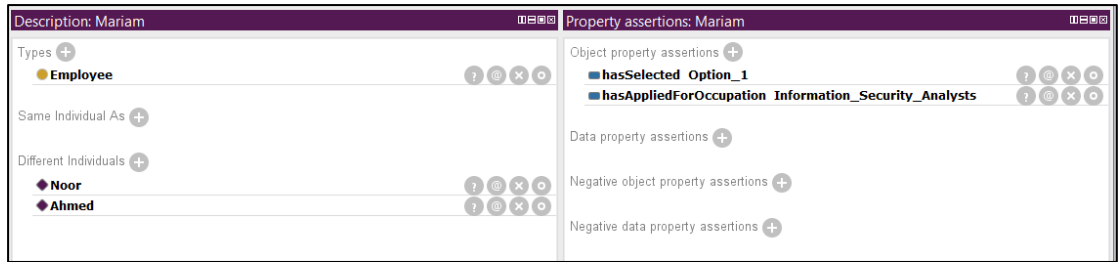 Description: Mariam
Types
Employee
Same Individual As
Different Individuals
Noor
Ahmed
Property assertions: Mariam
Object property assertions
hasSelected Option_1
hasAppliedForOccupation Information_Security_Analysts
Data property assertions
Negative object property assertions
Negative data property assertions